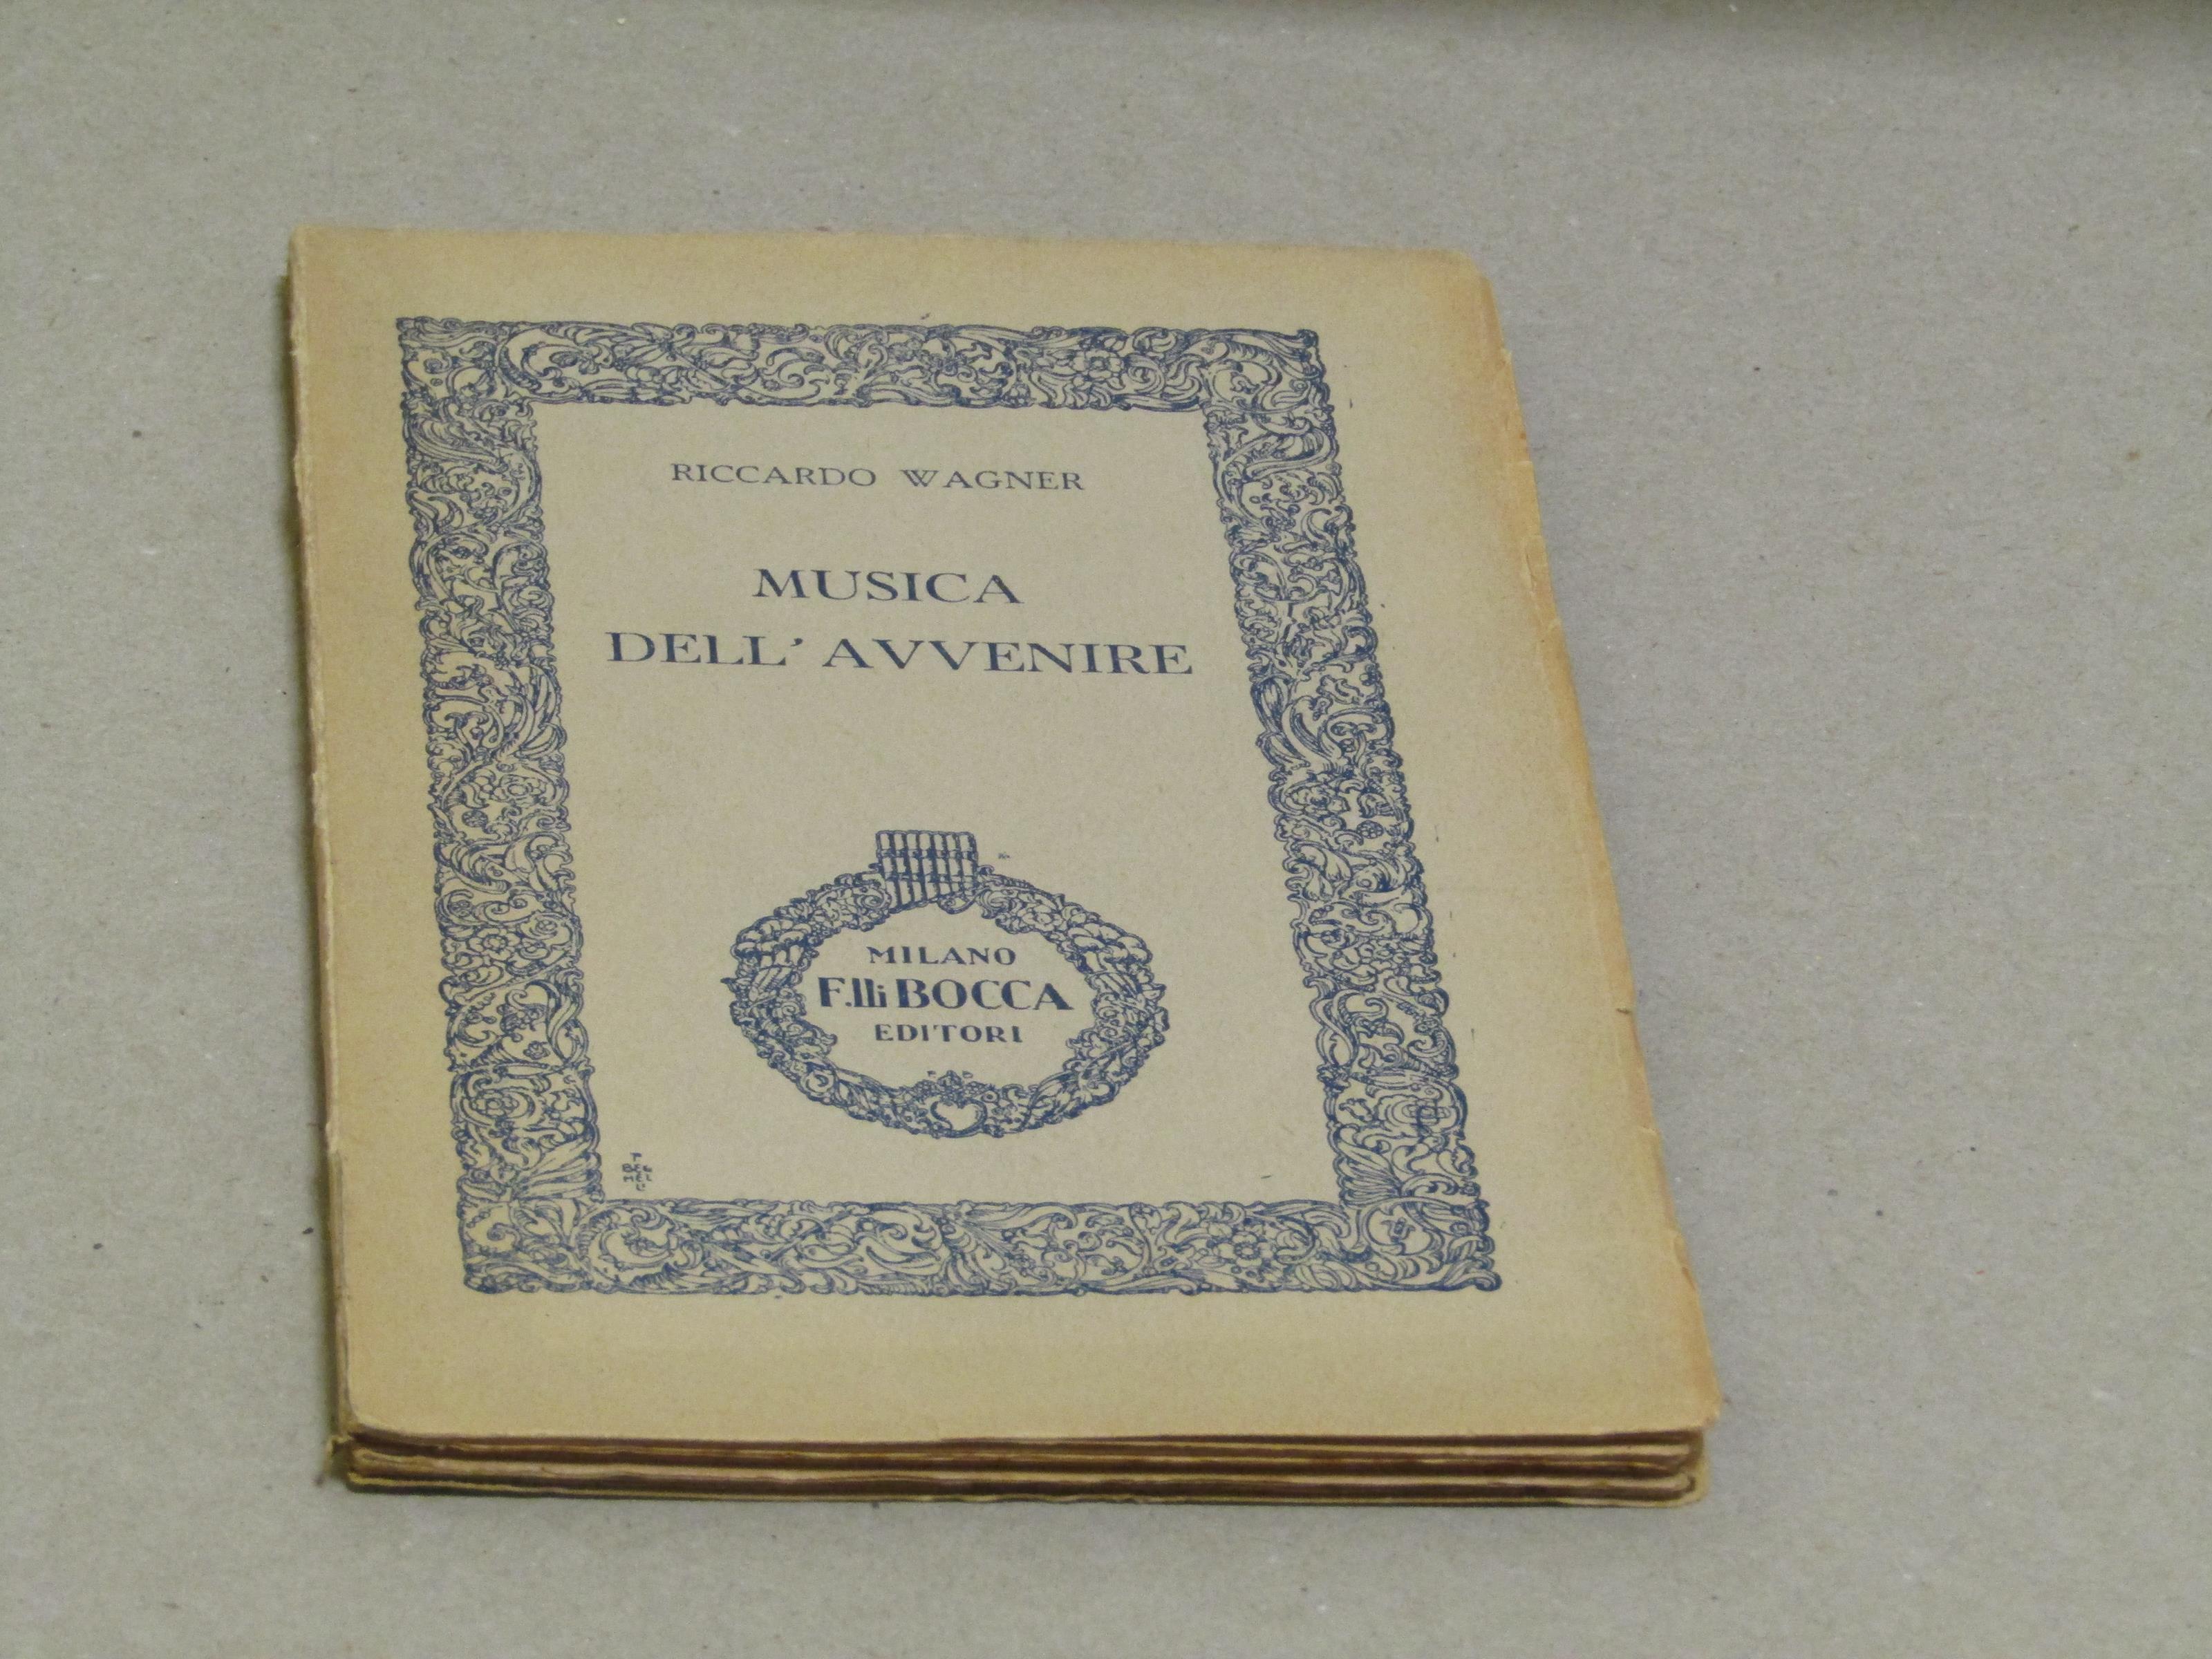 RICCARDO WAGNER
MUSICA
DELL'AVVENIRE
MILANO
F.lli BOCCA
EDITORI